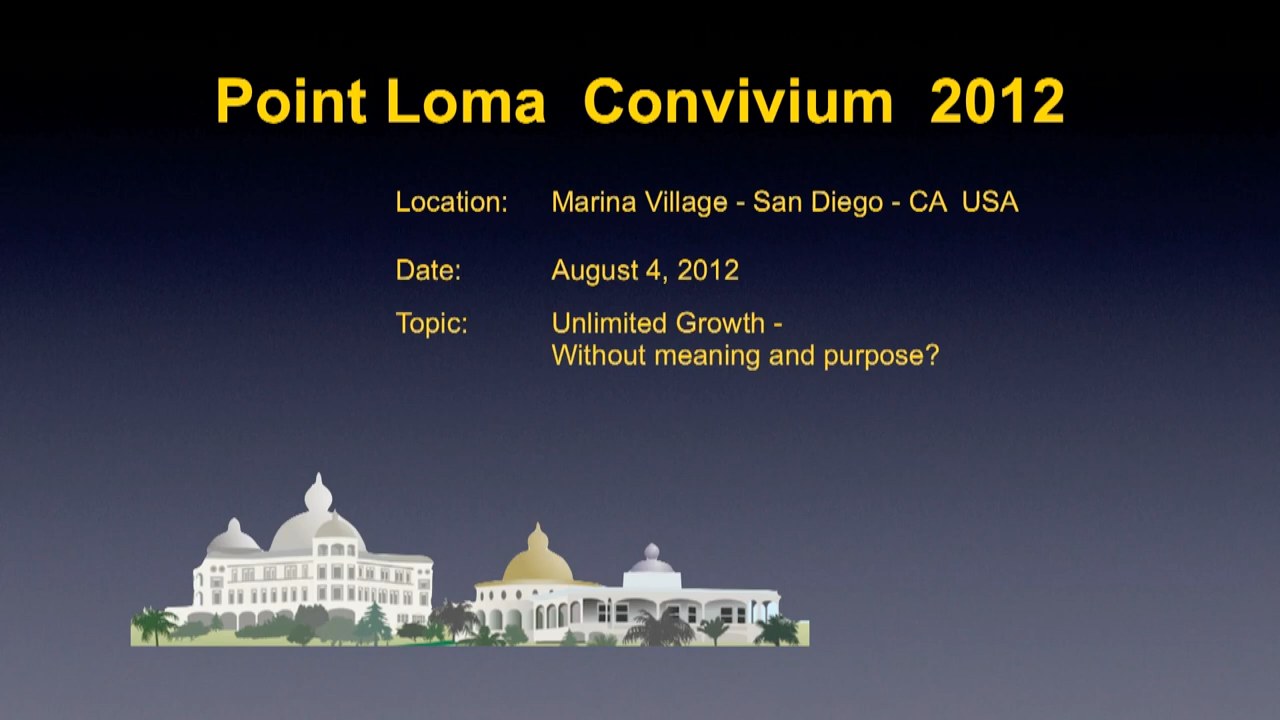 Point Loma Convivium 2012
Location: Marina Village - San Diego - CA USA
Date: August 4, 2012
Topic: Unlimited Growth -
Without meaning and purpose?